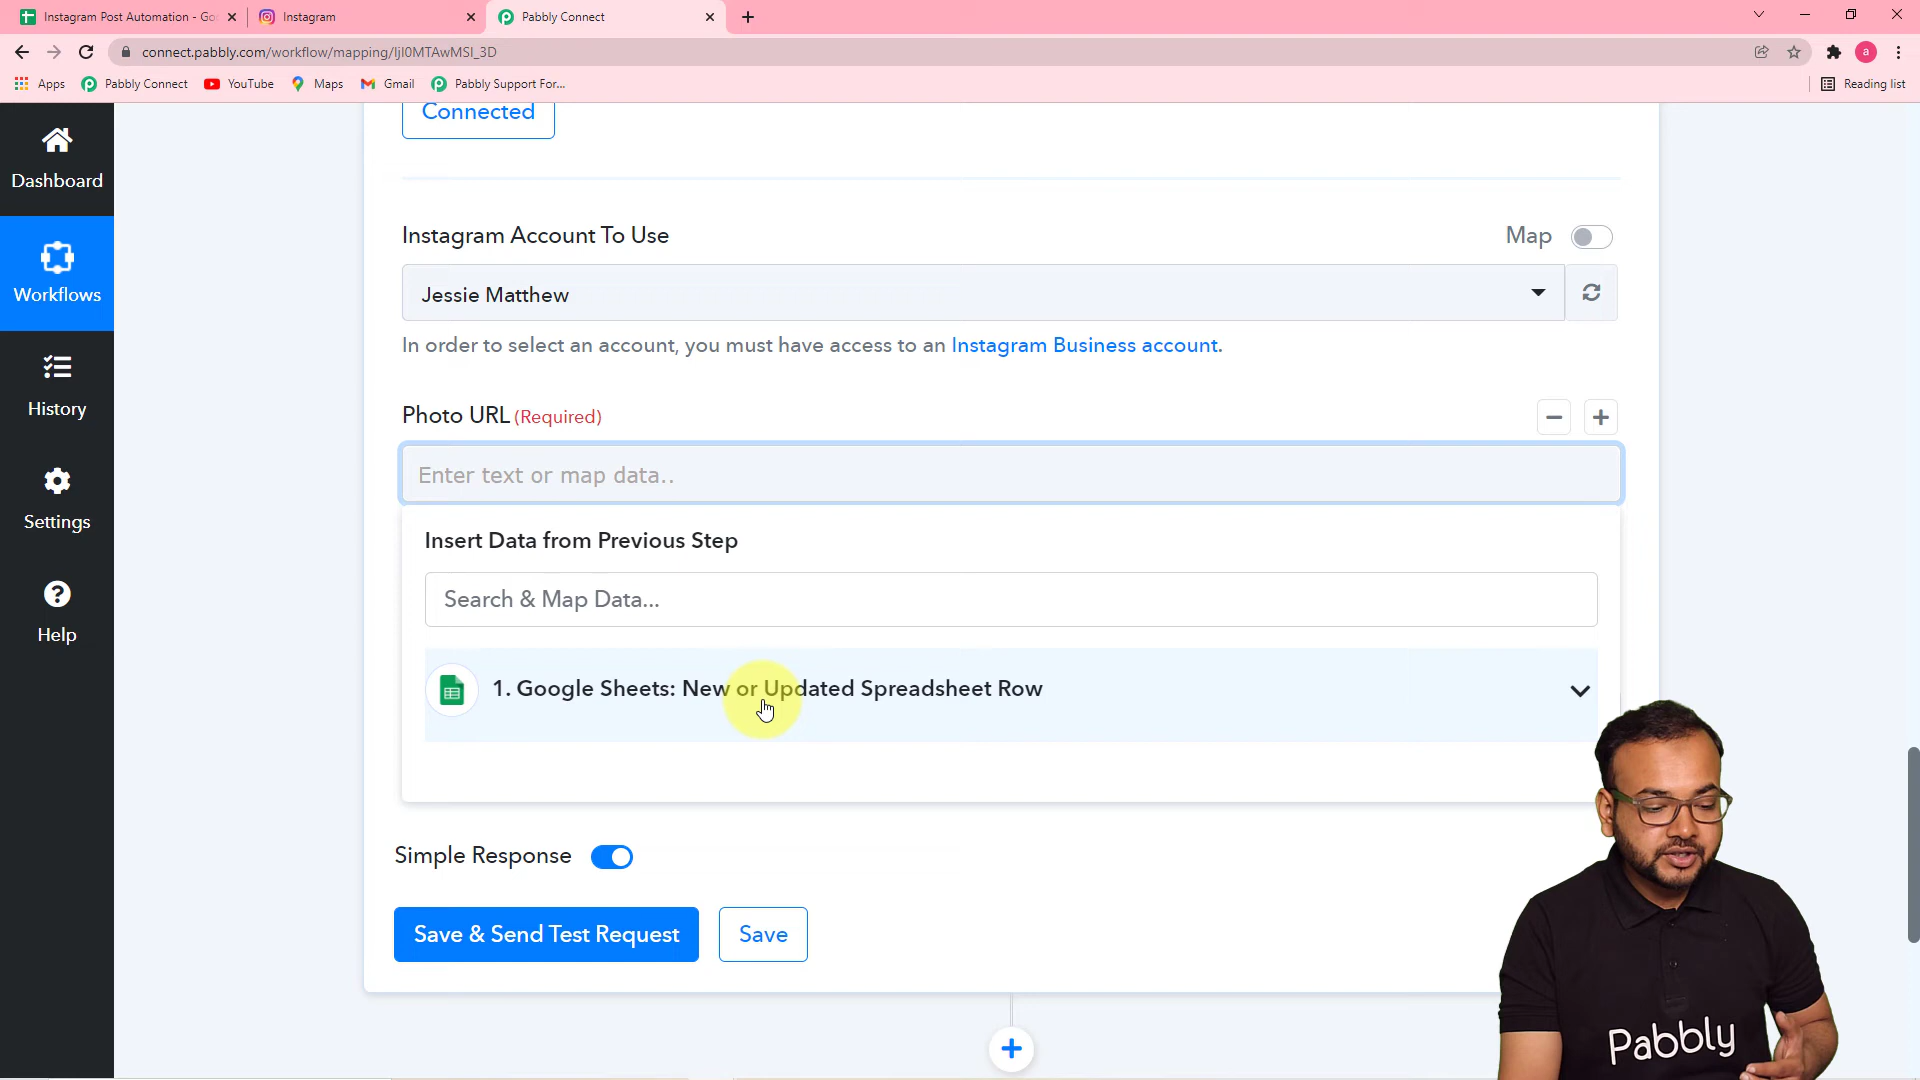 Instagram Post Automation - Go
Instagram
Pabbly Connect
connect.pabbly.com/workflow/mapping/IjI0MTAwMSI_3D
a
Apps
Pabbly Connect
YouTube
Maps
Gmail
Pabbly Support For...
Reading list
Connected
Dashboard
Workflows
History
Settings
Help
Instagram Account To Use
Map
Jessie Matthew
In order to select an account, you must have access to an Instagram Business account.
Photo URL (Required)
Enter text or map data..
Insert Data from Previous Step
Search & Map Data...
1. Google Sheets: New or Updated Spreadsheet Row
Simple Response
Save & Send Test Request
Save
Pabbly